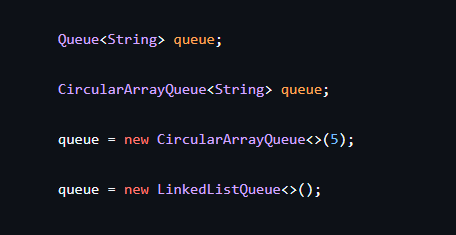 Queue<String> queue;
CircularArrayQueue<String> queue;
queue = new CircularArrayQueue<>(5);
queue = new LinkedListQueue<>();